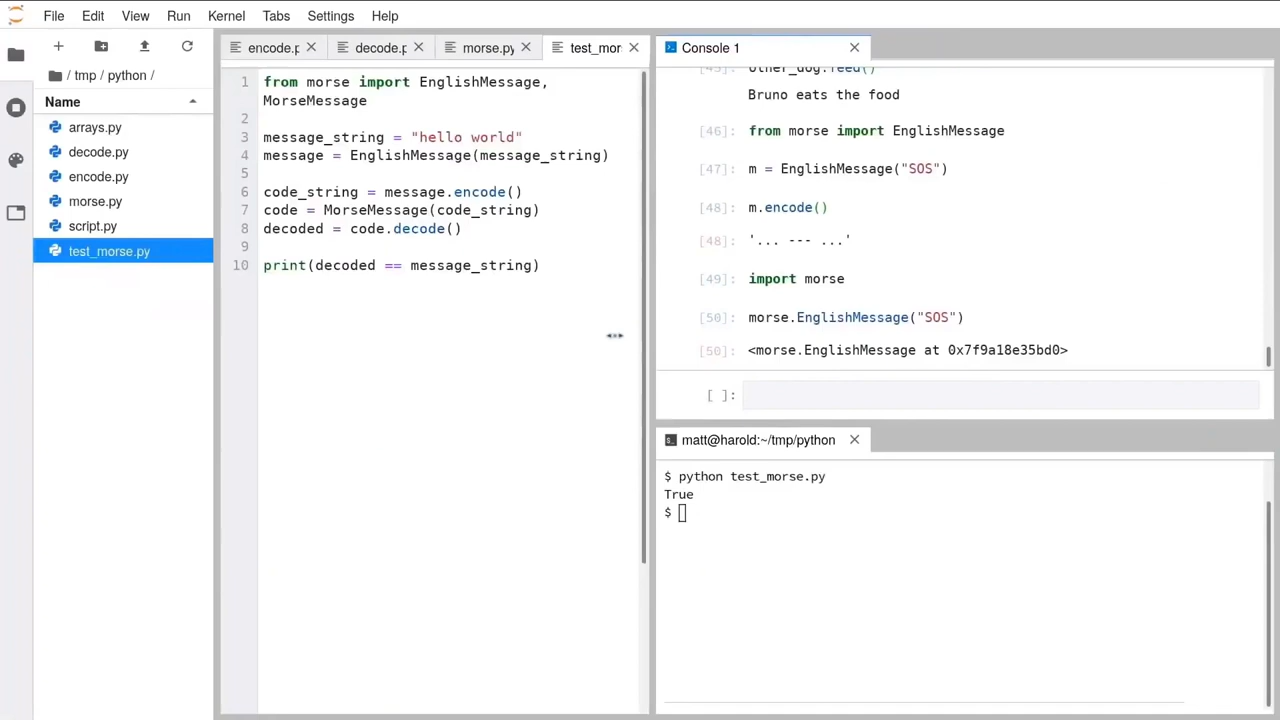 File Edit View Run Kernel Tabs Settings Help
/ tmp / python /
Name
arrays.py
decode.py
encode.py
morse.py
script.py
test_morse.py
encode.p
decode.p
morse.py
test_mor
1 from morse import EnglishMessage,
MorseMessage
2
3 message_string = "hello world"
4 message = EnglishMessage(message_string)
5
6 code_string = message.encode()
7 code = MorseMessage(code_string)
8 decoded = code.decode()
9
10 print(decoded == message_string)
Console 1
[45]: other_dog.feed()
Bruno eats the food
[46]: from morse import EnglishMessage
[47]: m = EnglishMessage("SOS")
[48]: m.encode()
[48]: '... --- ...'
[49]: import morse
[50]: morse.EnglishMessage("SOS")
[50]: <morse.EnglishMessage at 0x7f9a18e35bd0>
[ ]:
matt@harold:~/tmp/python
$ python test_morse.py
True
$